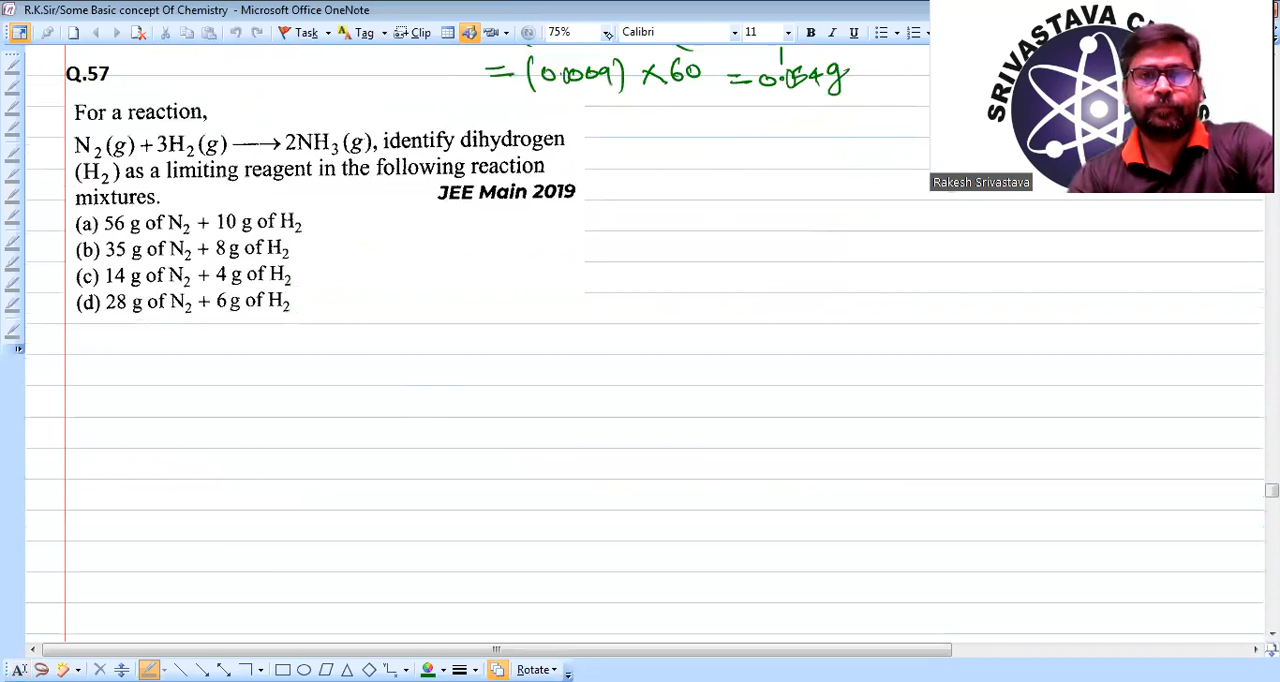 R.K.Sir/Some Basic concept Of Chemistry - Microsoft Office OneNote
Task Tag Clip 75% Calibri 11 B I U
SRIVASTAVA
Rakesh Srivastava
= (0.0009) × 60 = 0.054g
Q.57
For a reaction,
N₂(g) + 3H₂(g) ⟶ 2NH₃(g), identify dihydrogen
(H₂) as a limiting reagent in the following reaction
mixtures.
JEE Main 2019
(a) 56 g of N₂ + 10 g of H₂
(b) 35 g of N₂ + 8 g of H₂
(c) 14 g of N₂ + 4 g of H₂
(d) 28 g of N₂ + 6 g of H₂
Rotate